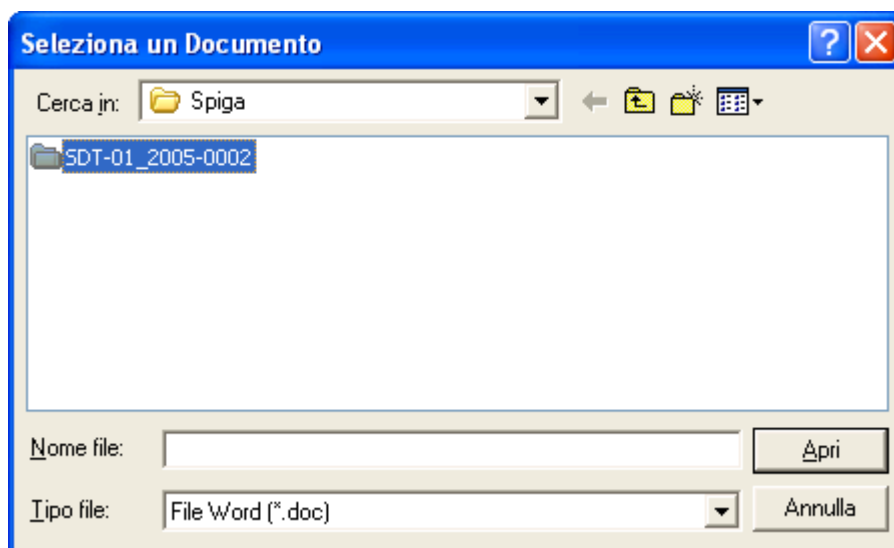 Seleziona un Documento
Cerca in: Spiga
SDT-01_2005-0002
Nome file: Apri
Tipo file: File Word (*.doc) Annulla